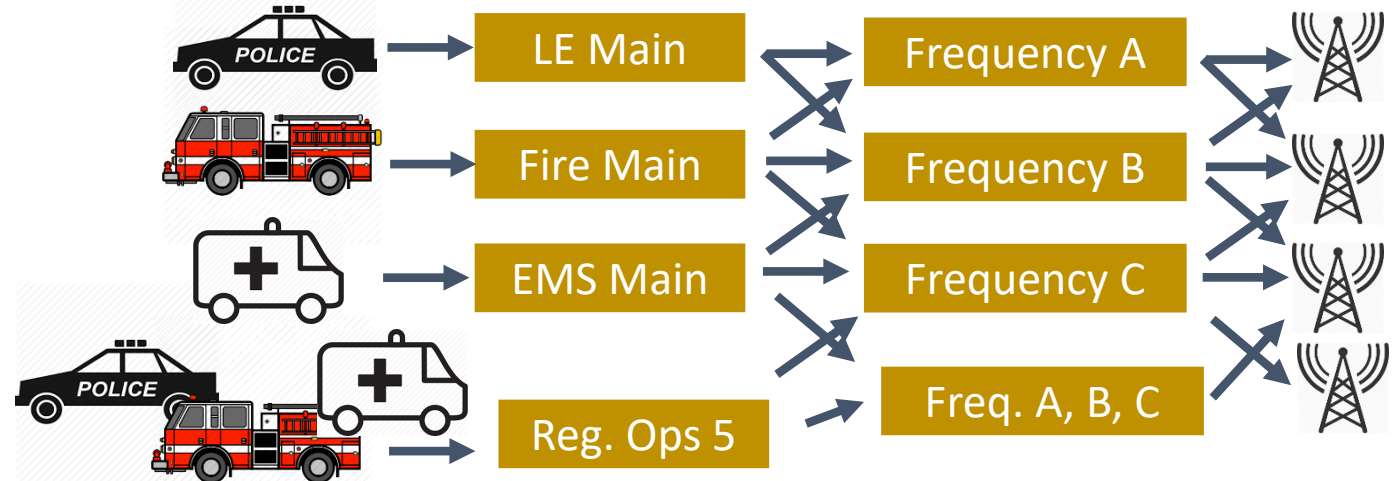 POLICE
LE Main
Frequency A
Fire Main
Frequency B
EMS Main
Frequency C
POLICE
Reg. Ops 5
Freq. A, B, C